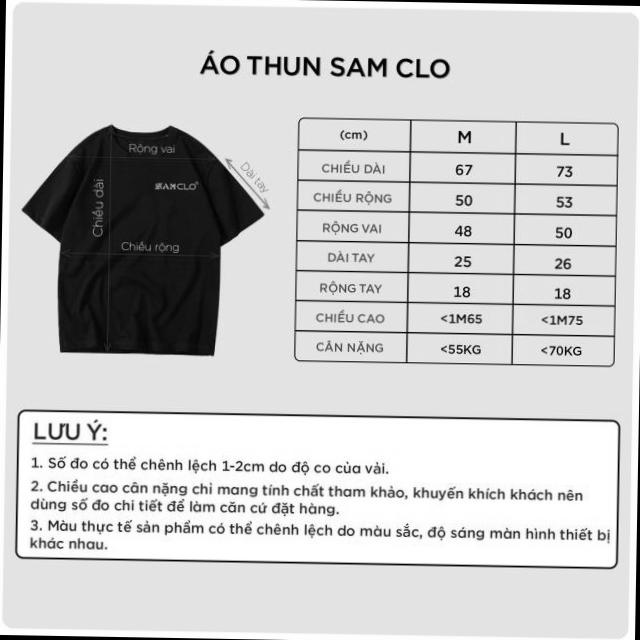 ÁO THUN SAM CLO
Rộng vai
Dài tay
Chiều dài
SAMCLO
Chiều rộng
(cm) M L
CHIỀU DÀI 67 73
CHIỀU RỘNG 50 53
RỘNG VAI 48 50
DÀI TAY 25 26
RỘNG TAY 18 18
CHIỀU CAO <1M65 <1M75
CÂN NẶNG <55KG <70KG
LƯU Ý:
1. Số đo có thể chênh lệch 1-2cm do độ co của vải.
2. Chiều cao cân nặng chỉ mang tính chất tham khảo, khuyến khích khách nên
dùng số đo chi tiết để làm căn cứ đặt hàng.
3. Màu thực tế sản phẩm có thể chênh lệch do màu sắc, độ sáng màn hình thiết bị
khác nhau.